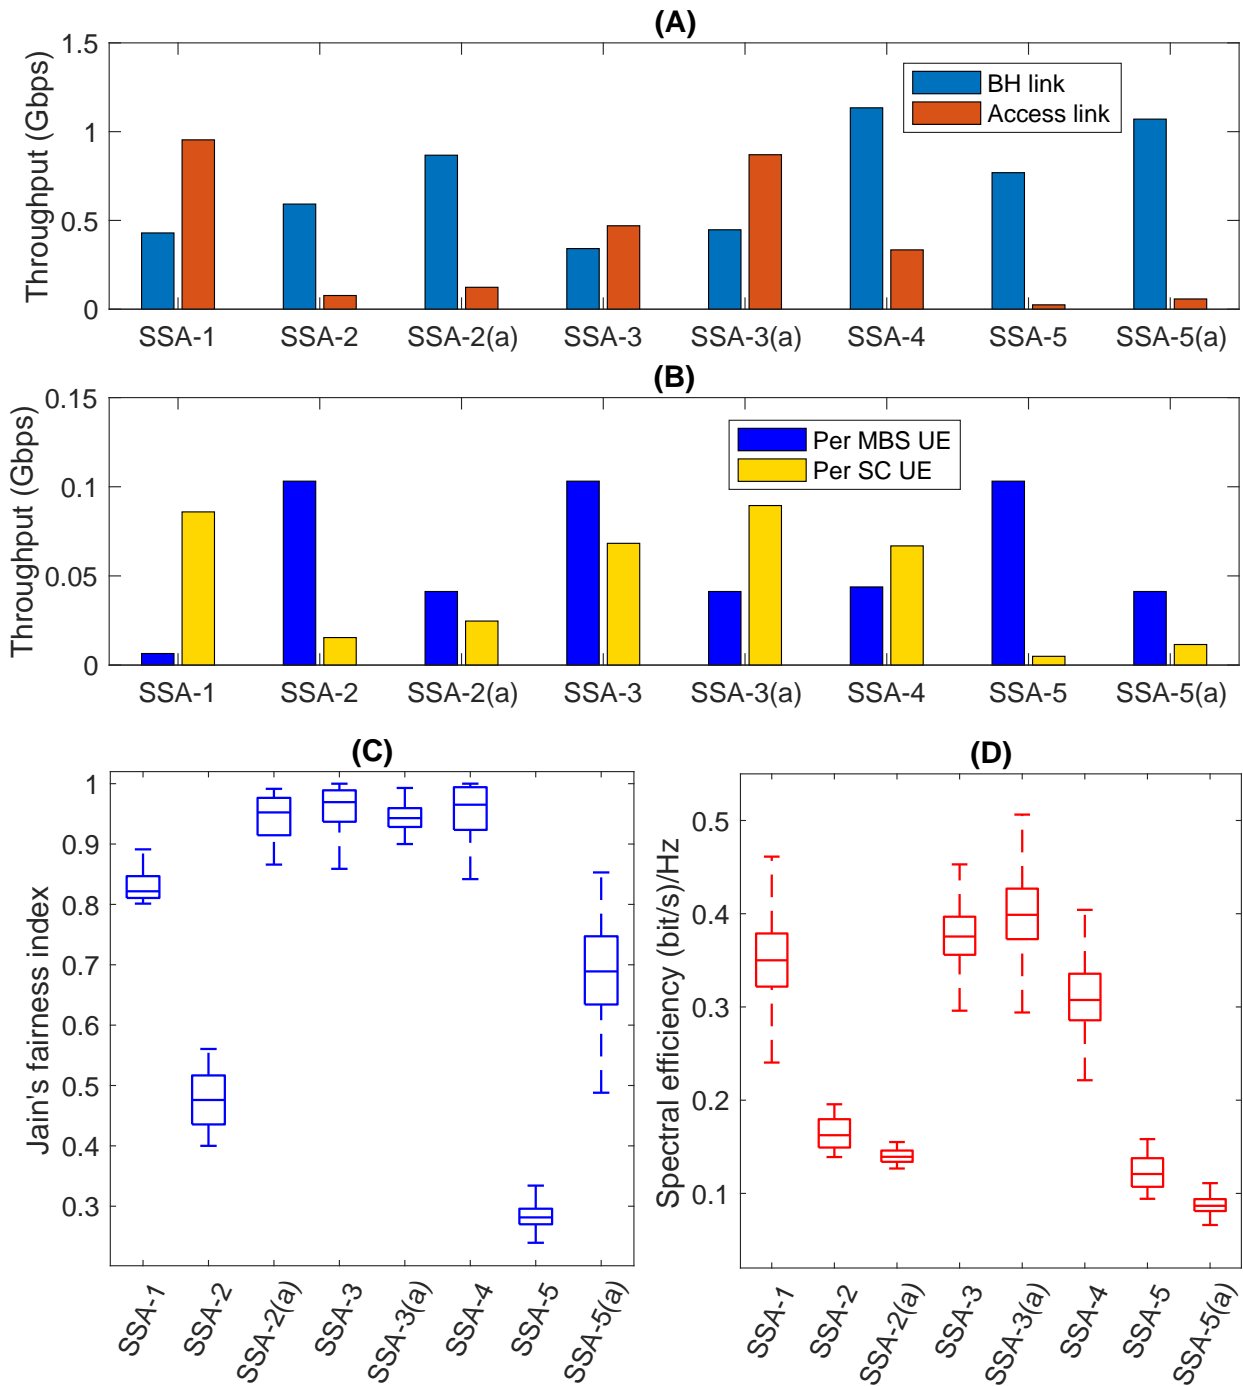 (A)
Throughput (Gbps)
1.5
1
0.5
0
BH link
Access link
SSA-1 SSA-2 SSA-2(a) SSA-3 SSA-3(a) SSA-4 SSA-5 SSA-5(a)
(B)
Throughput (Gbps)
0.15
0.1
0.05
0
Per MBS UE
Per SC UE
SSA-1 SSA-2 SSA-2(a) SSA-3 SSA-3(a) SSA-4 SSA-5 SSA-5(a)
(C)
Jain's fairness index
1
0.9
0.8
0.7
0.6
0.5
0.4
0.3
SSA-1 SSA-2 SSA-2(a) SSA-3 SSA-3(a) SSA-4 SSA-5 SSA-5(a)
(D)
Spectral efficiency (bit/s)/Hz
0.5
0.4
0.3
0.2
0.1
SSA-1 SSA-2 SSA-2(a) SSA-3 SSA-3(a) SSA-4 SSA-5 SSA-5(a)